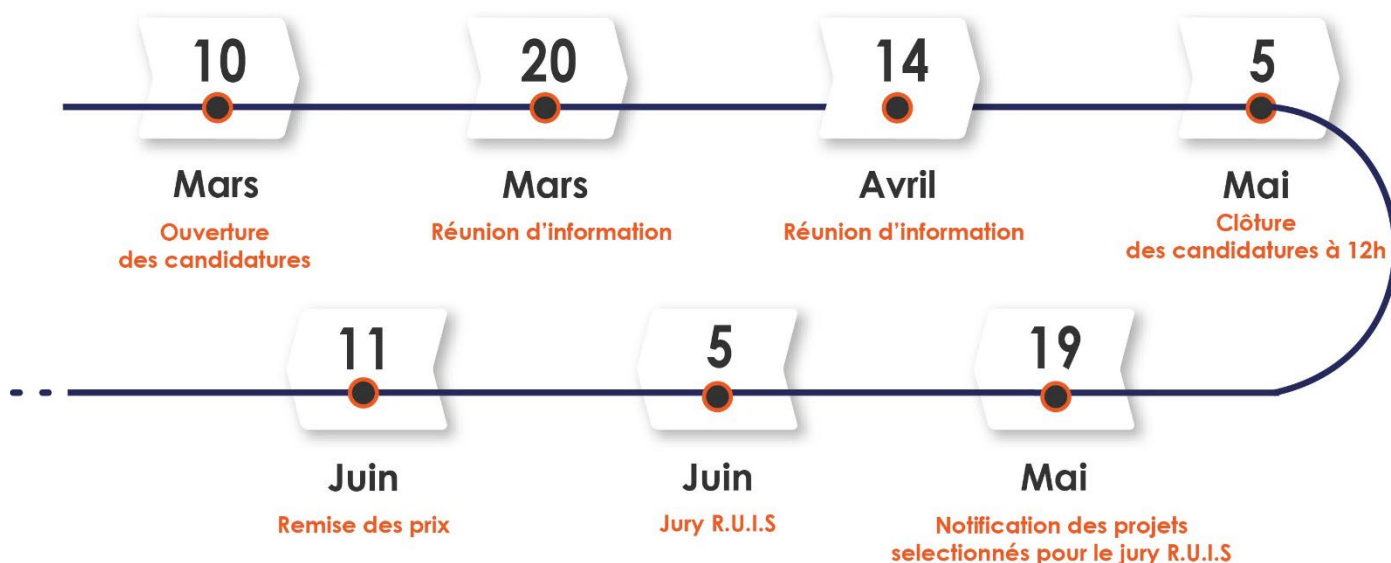 10
Mars
Ouverture
des candidatures
20
Mars
Réunion d’information
14
Avril
Réunion d’information
5
Mai
Clôture
des candidatures à 12h
19
Mai
Notification des projets
selectionnés pour le jury R.U.I.S
5
Juin
Jury R.U.I.S
11
Juin
Remise des prix